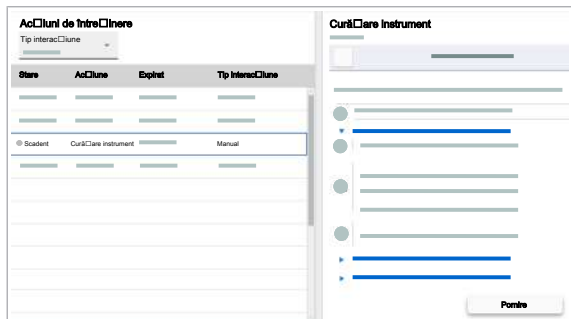 Ac□iuni de între□inere
Tip interac□iune
Stare Ac□iune Expirat Tip interac□iune
Scadent Cură□are instrument Manual
Cură□are instrument
Pornire